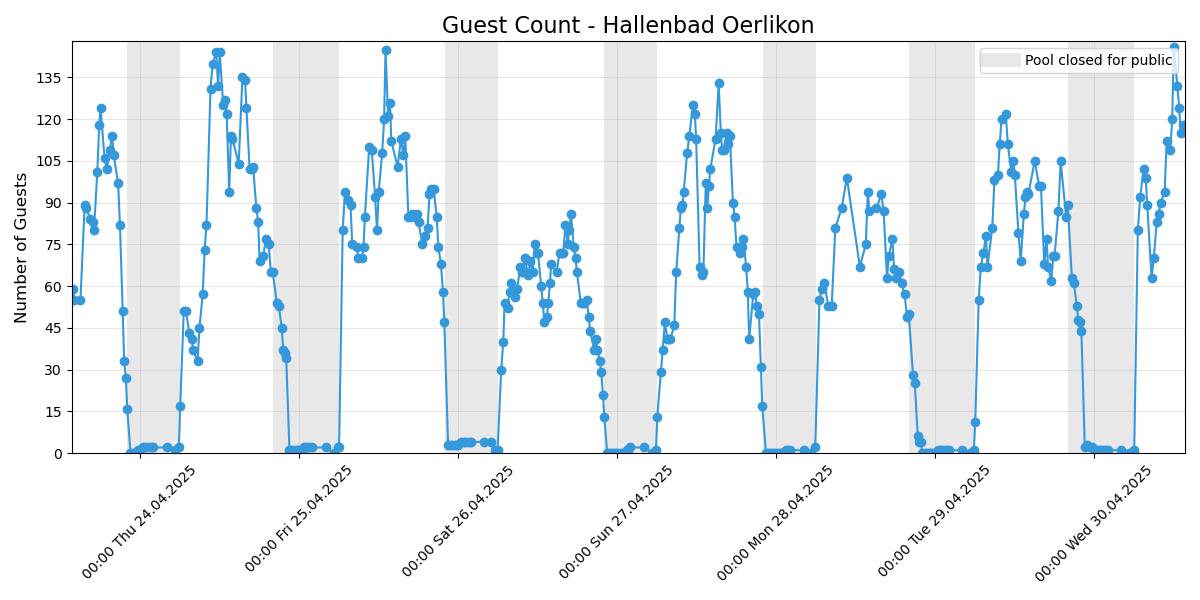 Guest Count - Hallenbad Oerlikon
Pool closed for public
Number of Guests
135
120
105
90
75
60
45
30
15
0
00:00 Thu 24.04.2025
00:00 Fri 25.04.2025
00:00 Sat 26.04.2025
00:00 Sun 27.04.2025
00:00 Mon 28.04.2025
00:00 Tue 29.04.2025
00:00 Wed 30.04.2025